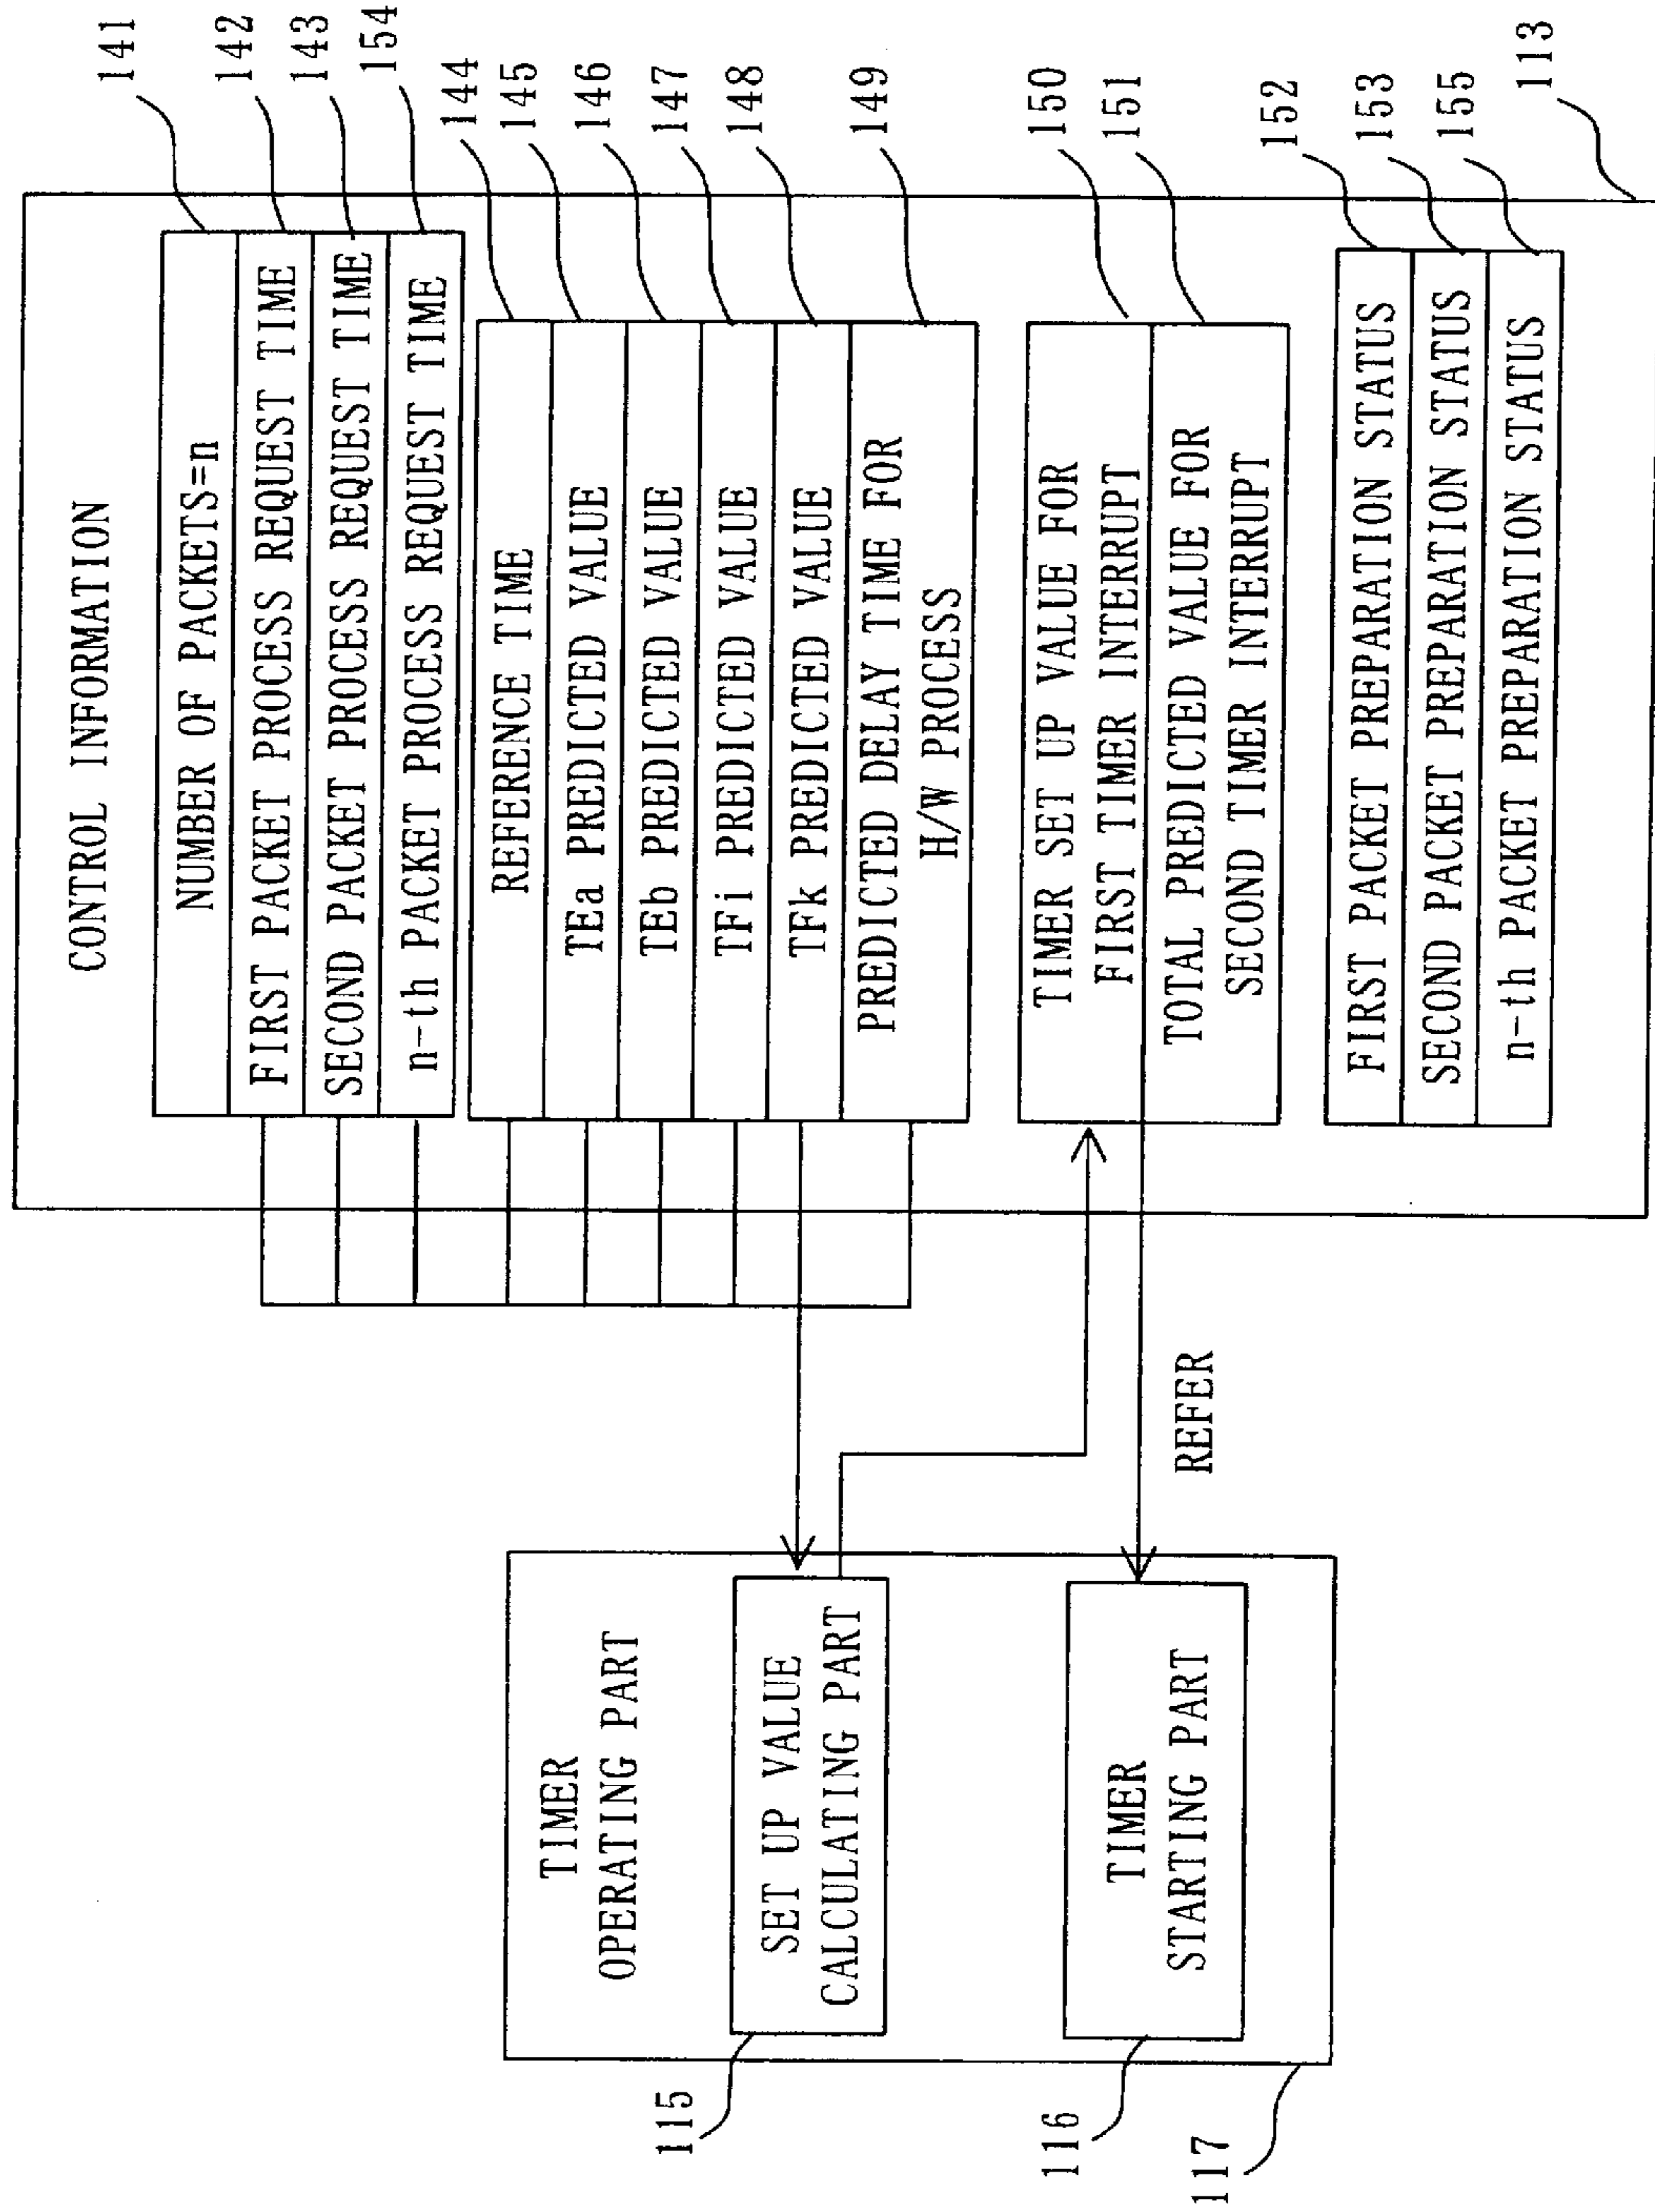 CONTROL INFORMATION
NUMBER OF PACKETS=n
FIRST PACKET PROCESS REQUEST TIME
SECOND PACKET PROCESS REQUEST TIME
n-th PACKET PROCESS REQUEST TIME
REFERENCE TIME
TEa PREDICTED VALUE
TEb PREDICTED VALUE
TFi PREDICTED VALUE
TFk PREDICTED VALUE
PREDICTED DELAY TIME FOR
H/W PROCESS
TIMER SET UP VALUE FOR
FIRST TIMER INTERRUPT
TOTAL PREDICTED VALUE FOR
SECOND TIMER INTERRUPT
FIRST PACKET PREPARATION STATUS
SECOND PACKET PREPARATION STATUS
n-th PACKET PREPARATION STATUS
141
142
143
154
144
145
146
147
148
149
150
151
152
153
155
113
REFER
TIMER
OPERATING PART
SET UP VALUE
CALCULATING PART
TIMER
STARTING PART
115
116
117